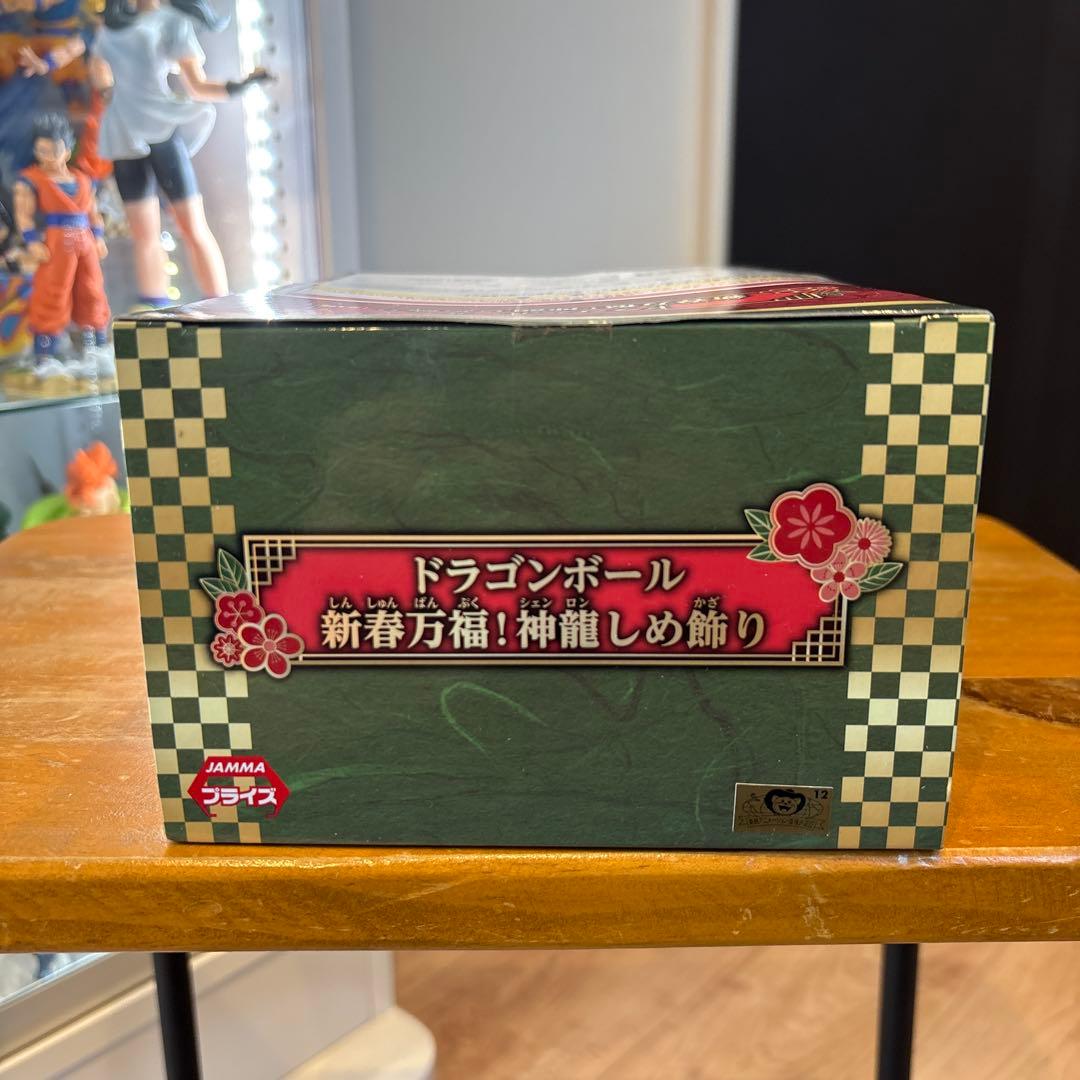 ドラゴンボール
しん しゅん ばん ぷく シェン ロン かざ
新春万福!神龍しめ飾り
JAMMA
プライズ
12